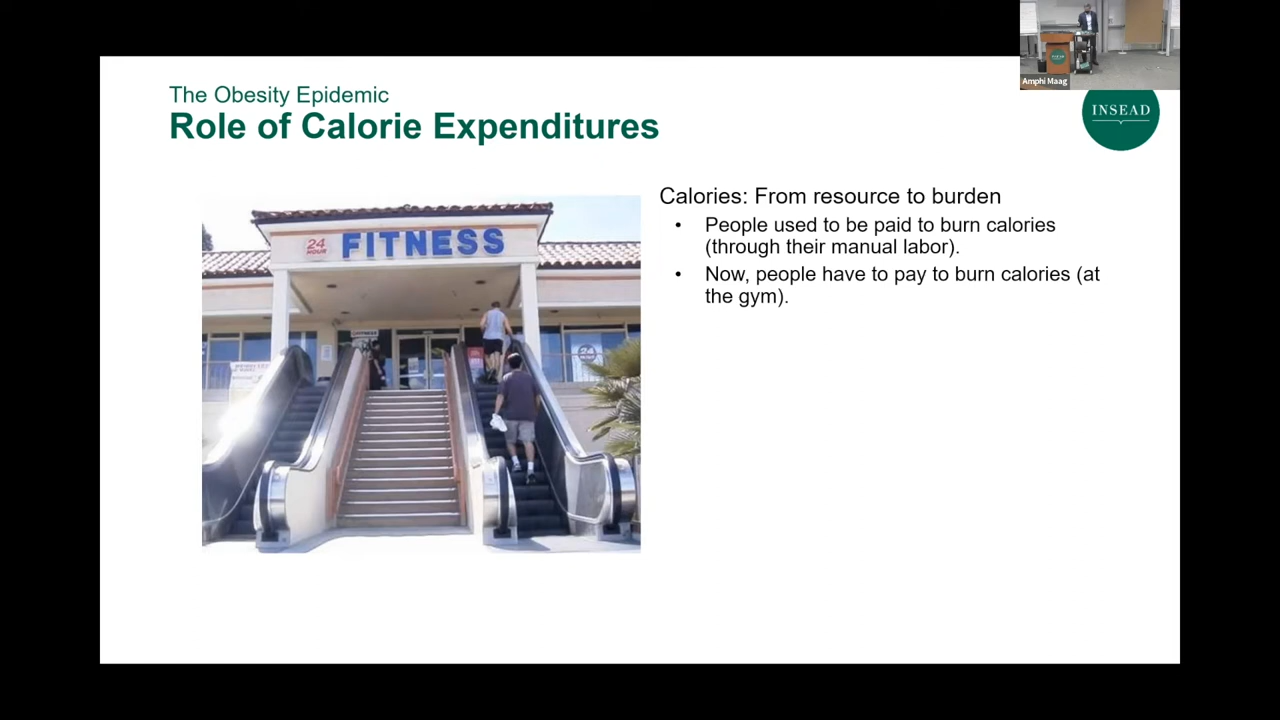 Amphi Maag
The Obesity Epidemic
Role of Calorie Expenditures
INSEAD
24
HOUR
FITNESS
24
Calories: From resource to burden
• People used to be paid to burn calories
(through their manual labor).
• Now, people have to pay to burn calories (at
the gym).